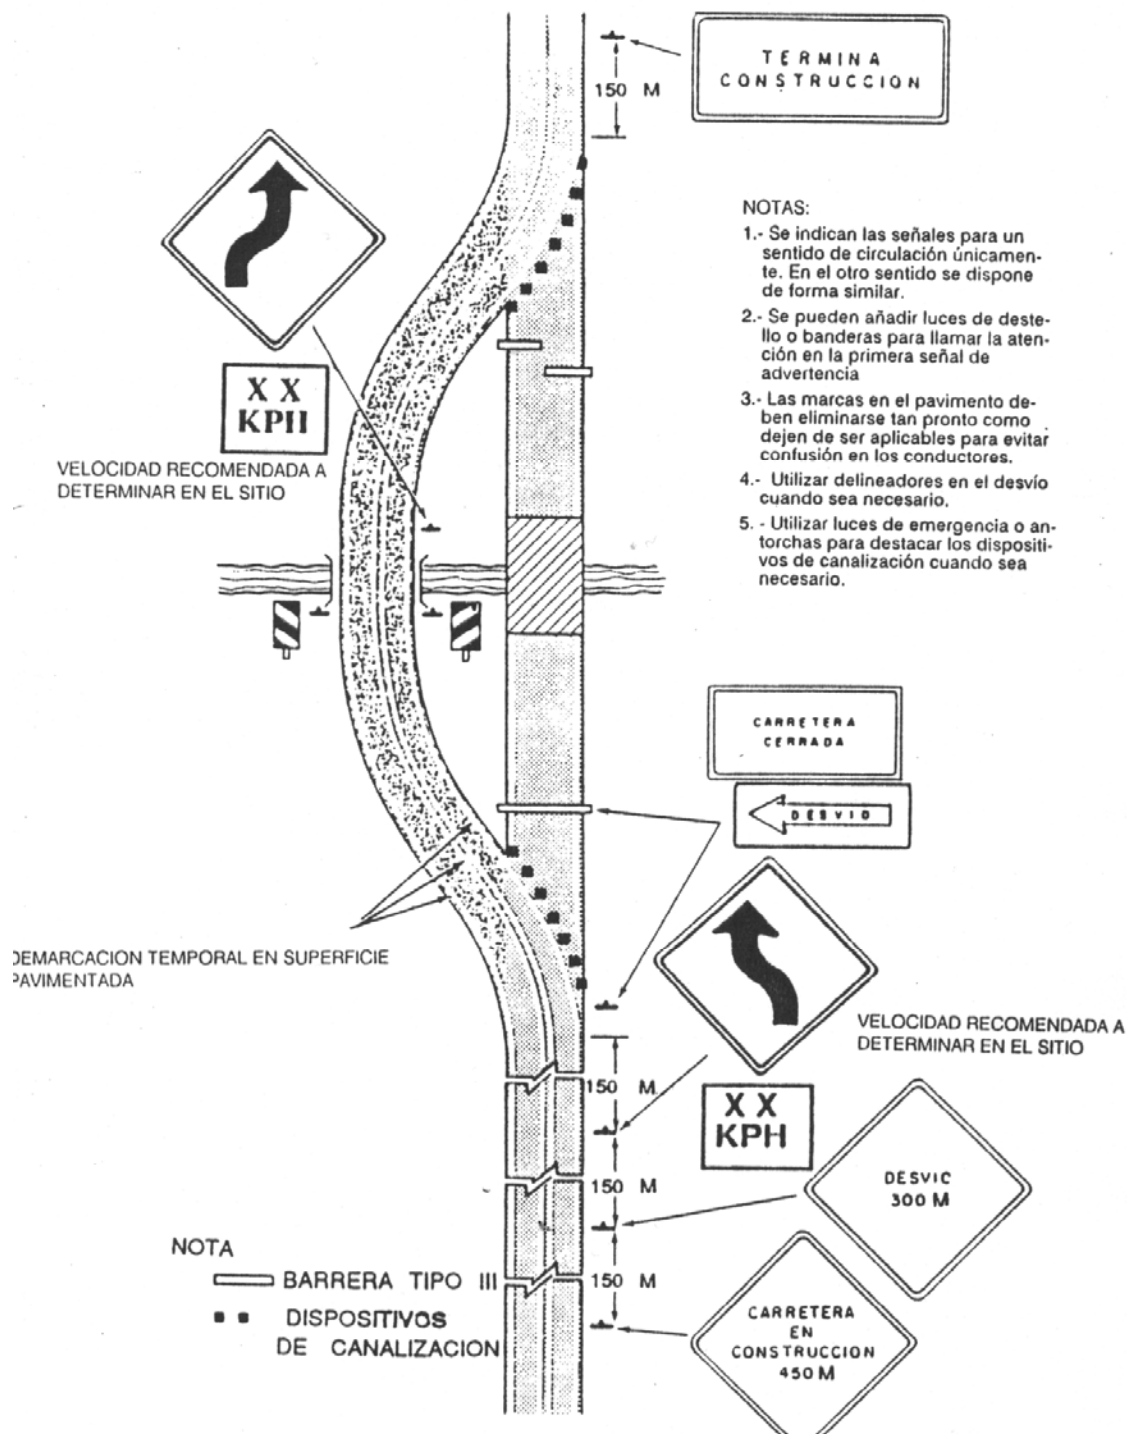 TERMINA
CONSTRUCCION
150 M
NOTAS:
1.- Se indican las señales para un
sentido de circulación únicamen-
te. En el otro sentido se dispone
de forma similar.
2.- Se pueden añadir luces de deste-
llo o banderas para llamar la aten-
ción en la primera señal de
advertencia
3.- Las marcas en el pavimento de-
ben eliminarse tan pronto como
dejen de ser aplicables para evitar
confusión en los conductores.
4.- Utilizar delineadores en el desvío
cuando sea necesario.
5. - Utilizar luces de emergencia o an-
torchas para destacar los dispositi-
vos de canalización cuando sea
necesario.
X X
KPH
VELOCIDAD RECOMENDADA A
DETERMINAR EN EL SITIO
CARRETERA
CERRADA
DESVIO
DEMARCACION TEMPORAL EN SUPERFICIE
PAVIMENTADA
VELOCIDAD RECOMENDADA A
DETERMINAR EN EL SITIO
150 M
X X
KPH
150 M
DESVIC
300 M
150 M
CARRETERA
EN
CONSTRUCCION
450 M
NOTA
BARRERA TIPO III
DISPOSITIVOS
DE CANALIZACION